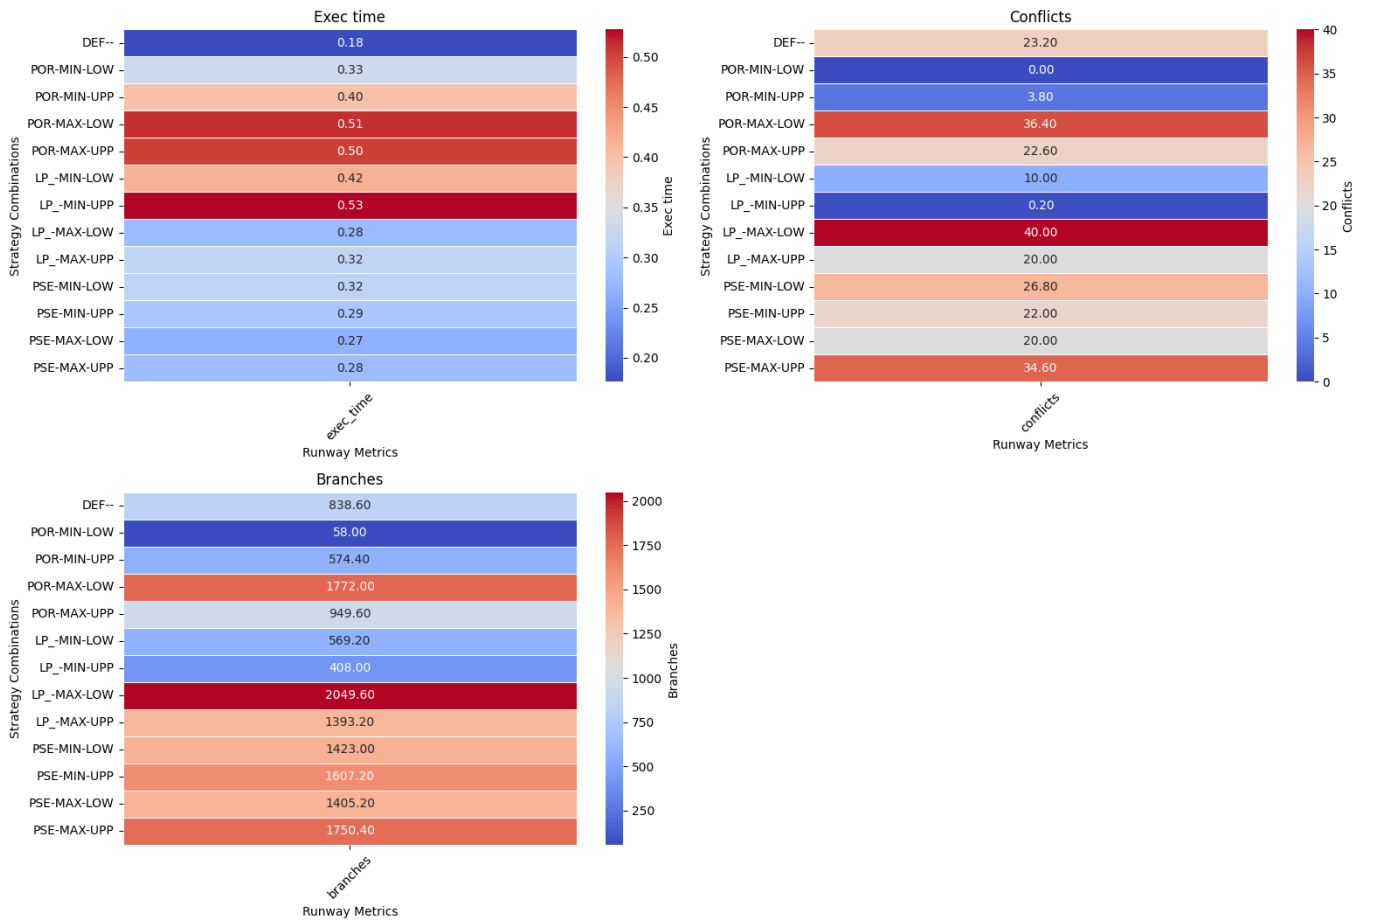 Exec time
Strategy Combinations
DEF-- 0.18
POR-MIN-LOW 0.33
POR-MIN-UPP 0.40
POR-MAX-LOW 0.51
POR-MAX-UPP 0.50
LP_-MIN-LOW 0.42
LP_-MIN-UPP 0.53
LP_-MAX-LOW 0.28
LP_-MAX-UPP 0.32
PSE-MIN-LOW 0.32
PSE-MIN-UPP 0.29
PSE-MAX-LOW 0.27
PSE-MAX-UPP 0.28
exec_time
Runway Metrics
0.50
0.45
0.40
0.35
0.30
0.25
0.20
Exec time
Conflicts
Strategy Combinations
DEF-- 23.20
POR-MIN-LOW 0.00
POR-MIN-UPP 3.80
POR-MAX-LOW 36.40
POR-MAX-UPP 22.60
LP_-MIN-LOW 10.00
LP_-MIN-UPP 0.20
LP_-MAX-LOW 40.00
LP_-MAX-UPP 20.00
PSE-MIN-LOW 26.80
PSE-MIN-UPP 22.00
PSE-MAX-LOW 20.00
PSE-MAX-UPP 34.60
conflicts
Runway Metrics
40
35
30
25
20
15
10
5
0
Conflicts
Branches
Strategy Combinations
DEF-- 838.60
POR-MIN-LOW 58.00
POR-MIN-UPP 574.40
POR-MAX-LOW 1772.00
POR-MAX-UPP 949.60
LP_-MIN-LOW 569.20
LP_-MIN-UPP 408.00
LP_-MAX-LOW 2049.60
LP_-MAX-UPP 1393.20
PSE-MIN-LOW 1423.00
PSE-MIN-UPP 1607.20
PSE-MAX-LOW 1405.20
PSE-MAX-UPP 1750.40
branches
Runway Metrics
2000
1750
1500
1250
1000
750
500
250
Branches